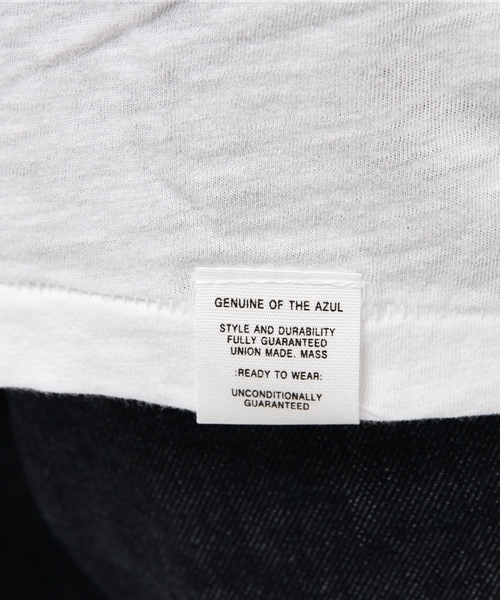 GENUINE OF THE AZUL
STYLE AND DURABILITY
FULLY GUARANTEED
UNION MADE. MASS
:READY TO WEAR:
UNCONDITIONALLY
GUARANTEED